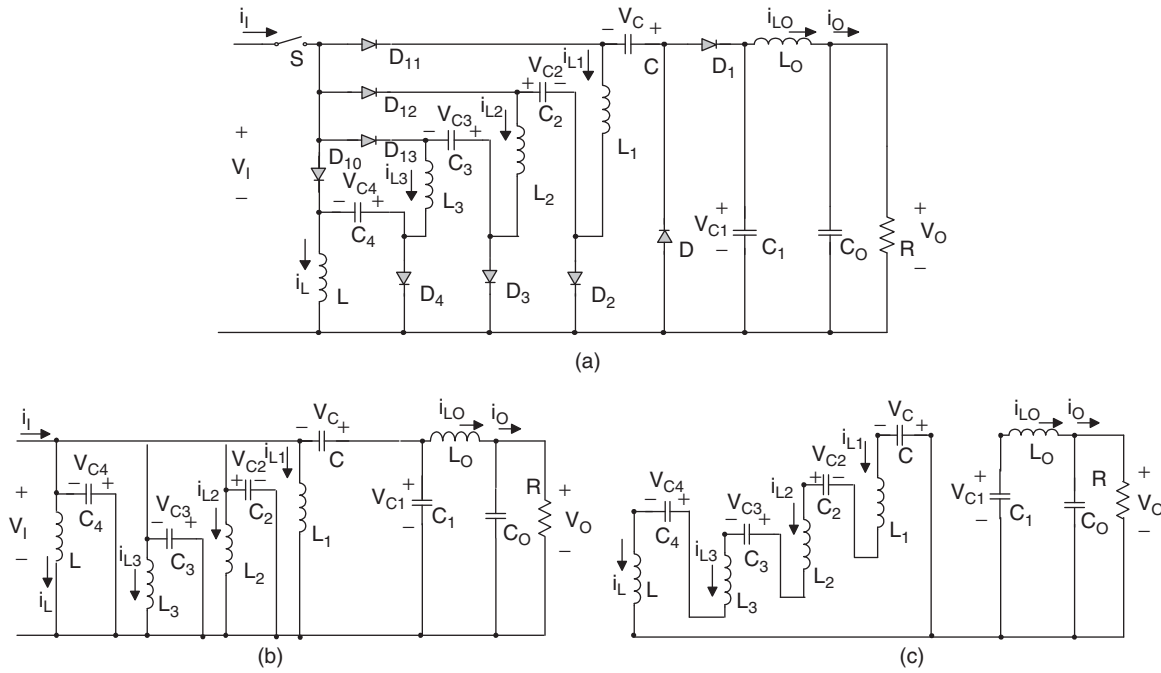 i_I S D_11 i_L1 V_C − + C D_1 i_LO L_O i_O
D_12 V_C2 + − C_2
i_L2 L_2 L_1
D_13 V_C3 − + C_3
+ V_I − D_10 i_L3 L_3
V_C4 − + C_4
i_L L D_4 D_3 D_2 D V_C1 + − C_1 C_O R + V_O −
(a)
i_I + V_I − V_C4 − + C_4 L i_L V_C3 − + C_3 i_L3 L_3 i_L2 V_C2 + − C_2 L_2 i_L1 L_1 V_C − + C V_C1 + − C_1 i_LO L_O i_O C_O R + V_O −
(b)
V_C4 − + C_4 i_L L i_L3 V_C3 − + C_3 L_3 i_L2 V_C2 + − C_2 L_2 i_L1 L_1 V_C − + C V_C1 + − C_1 i_LO L_O i_O C_O R + V_O −
(c)